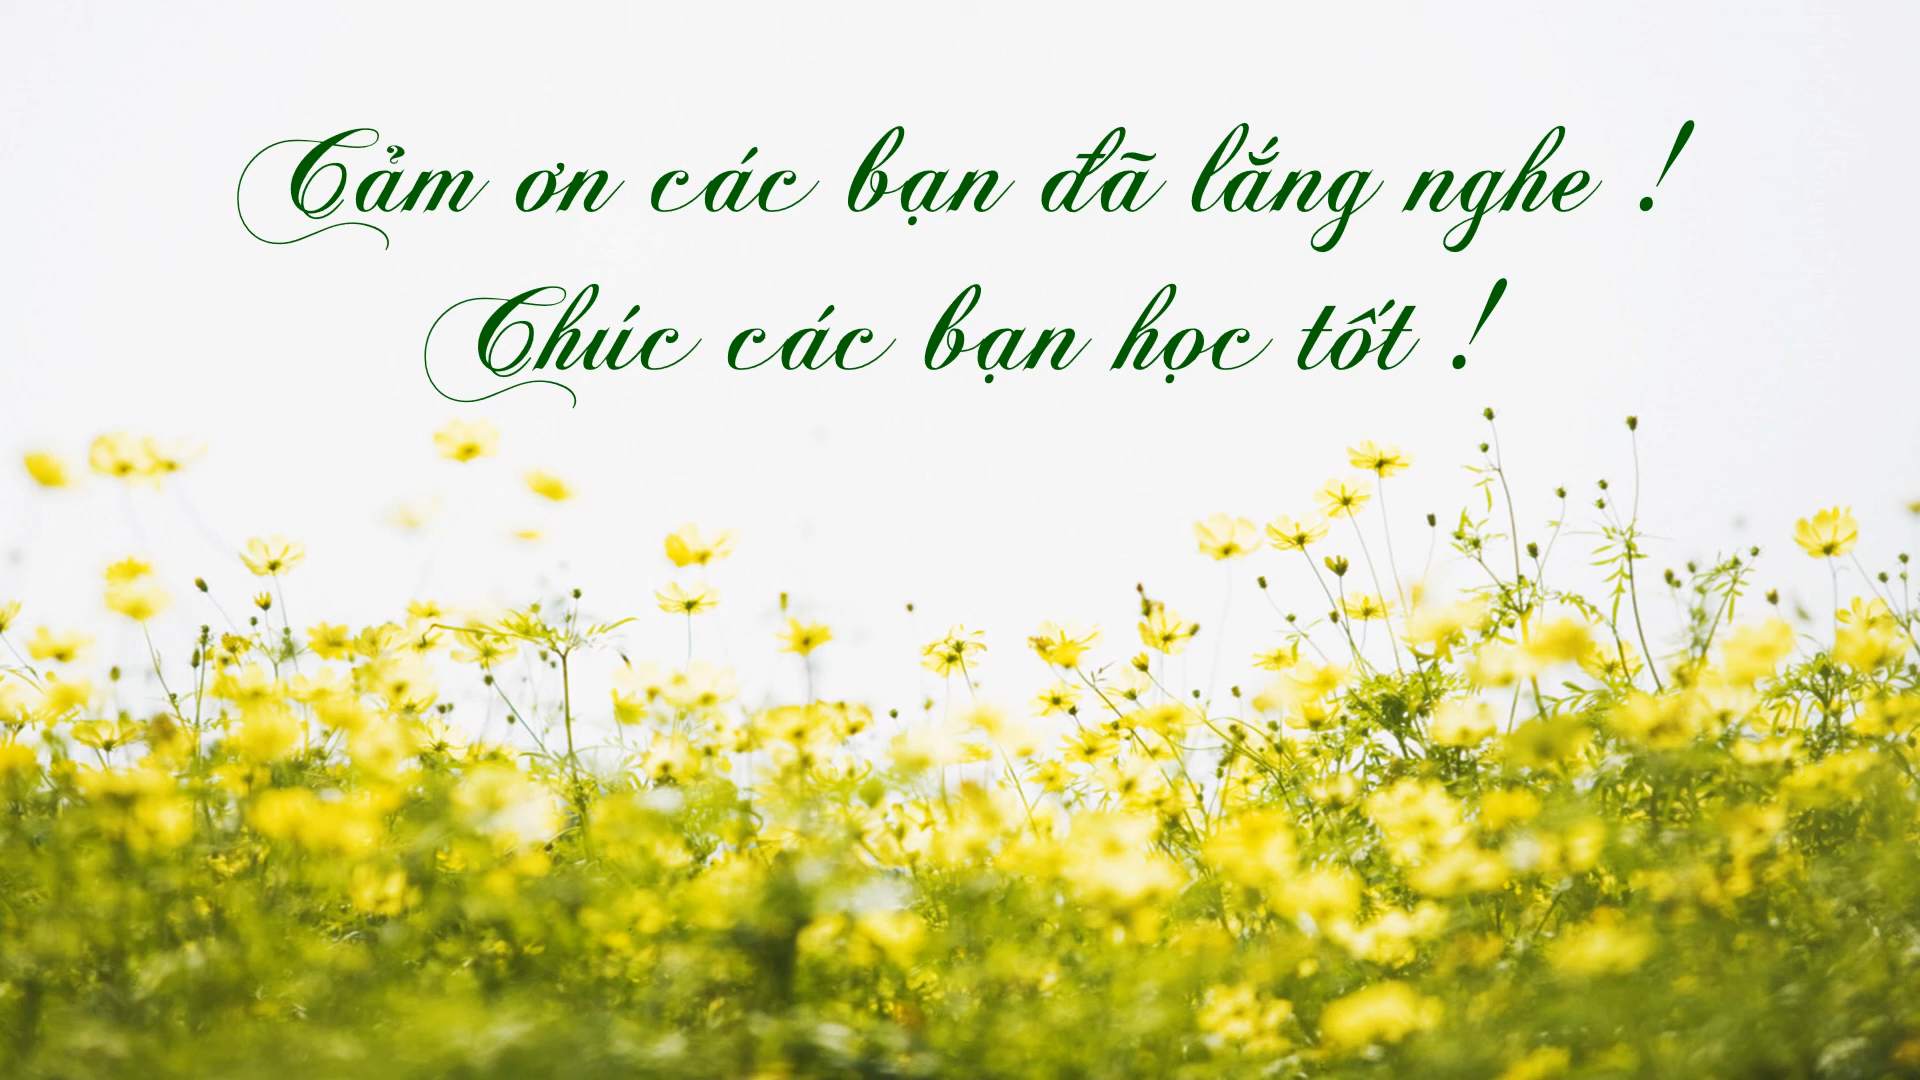 Cảm ơn các bạn đã lắng nghe !
Chúc các bạn học tốt !